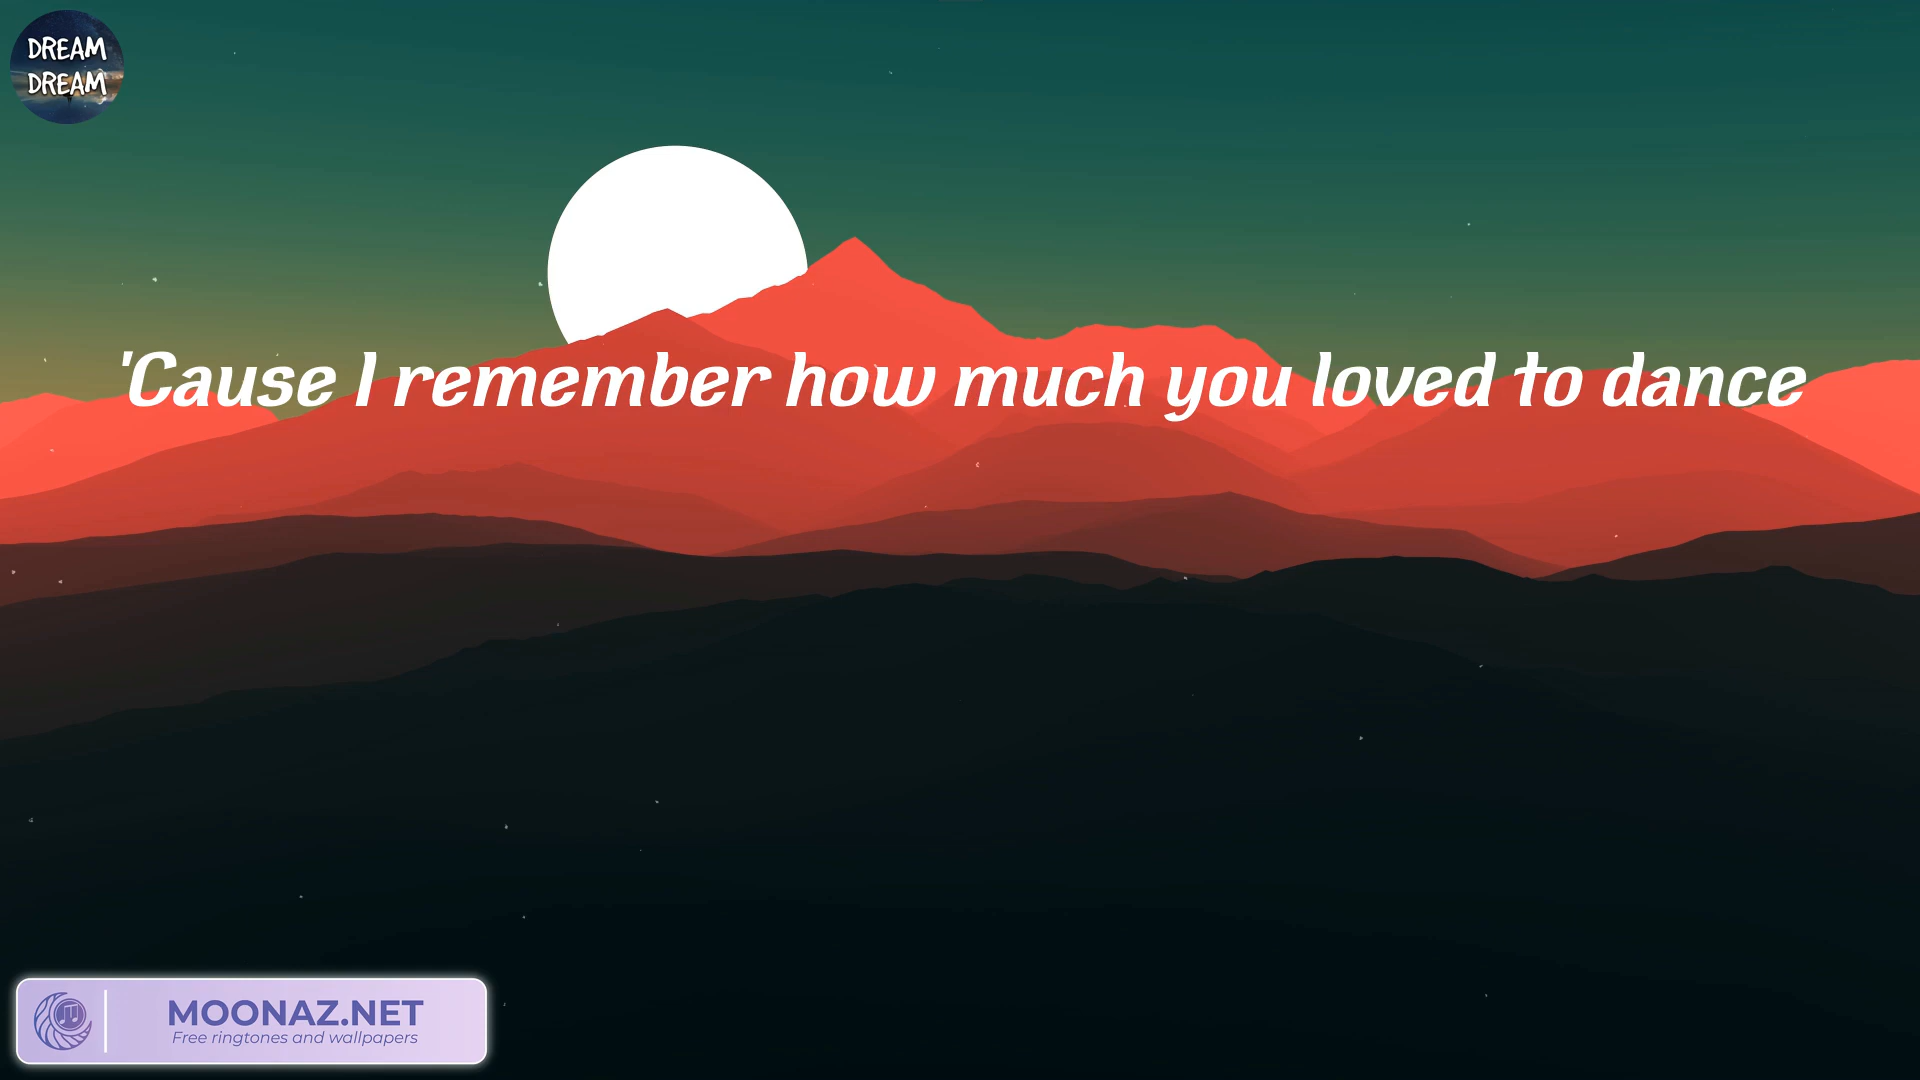 DREAM
DREAM
'Cause I remember how much you loved to dance
MOONAZ.NET
Free ringtones and wallpapers